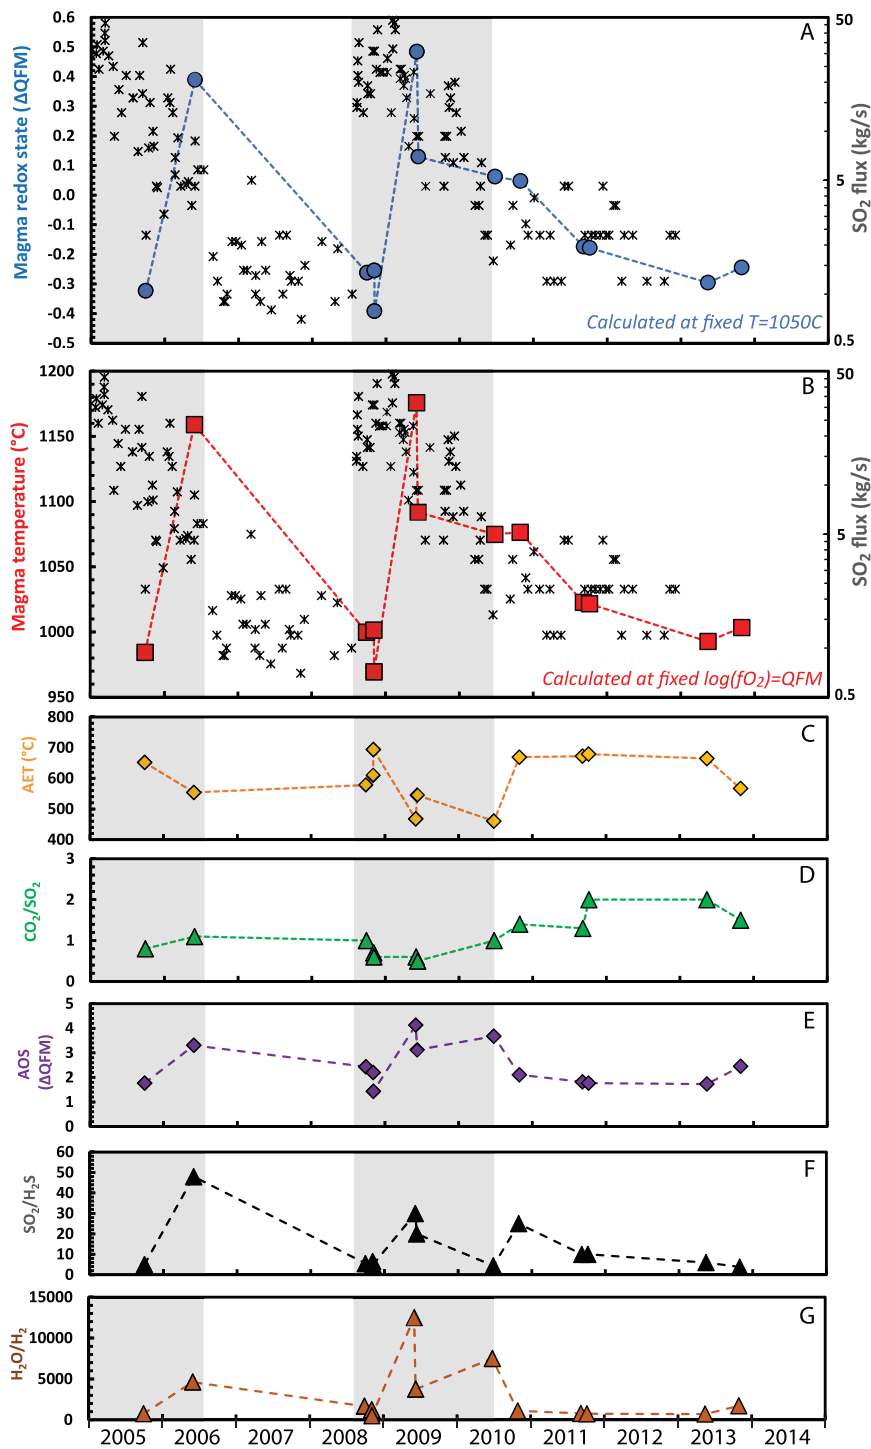 A
Magma redox state (ΔQFM)
0.6
0.5
0.4
0.3
0.2
0.1
0.0
-0.1
-0.2
-0.3
-0.4
-0.5
50
5
0.5
SO2 flux (kg/s)
Calculated at fixed T=1050C
B
Magma temperature (°C)
1200
1150
1100
1050
1000
950
50
5
0.5
SO2 flux (kg/s)
Calculated at fixed log(fO2)=QFM
C
AET (°C)
800
700
600
500
400
D
CO2/SO2
3
2
1
0
E
AOS
(ΔQFM)
5
4
3
2
1
0
F
SO2/H2S
60
50
40
30
20
10
0
G
H2O/H2
15000
10000
5000
0
2005 2006 2007 2008 2009 2010 2011 2012 2013 2014